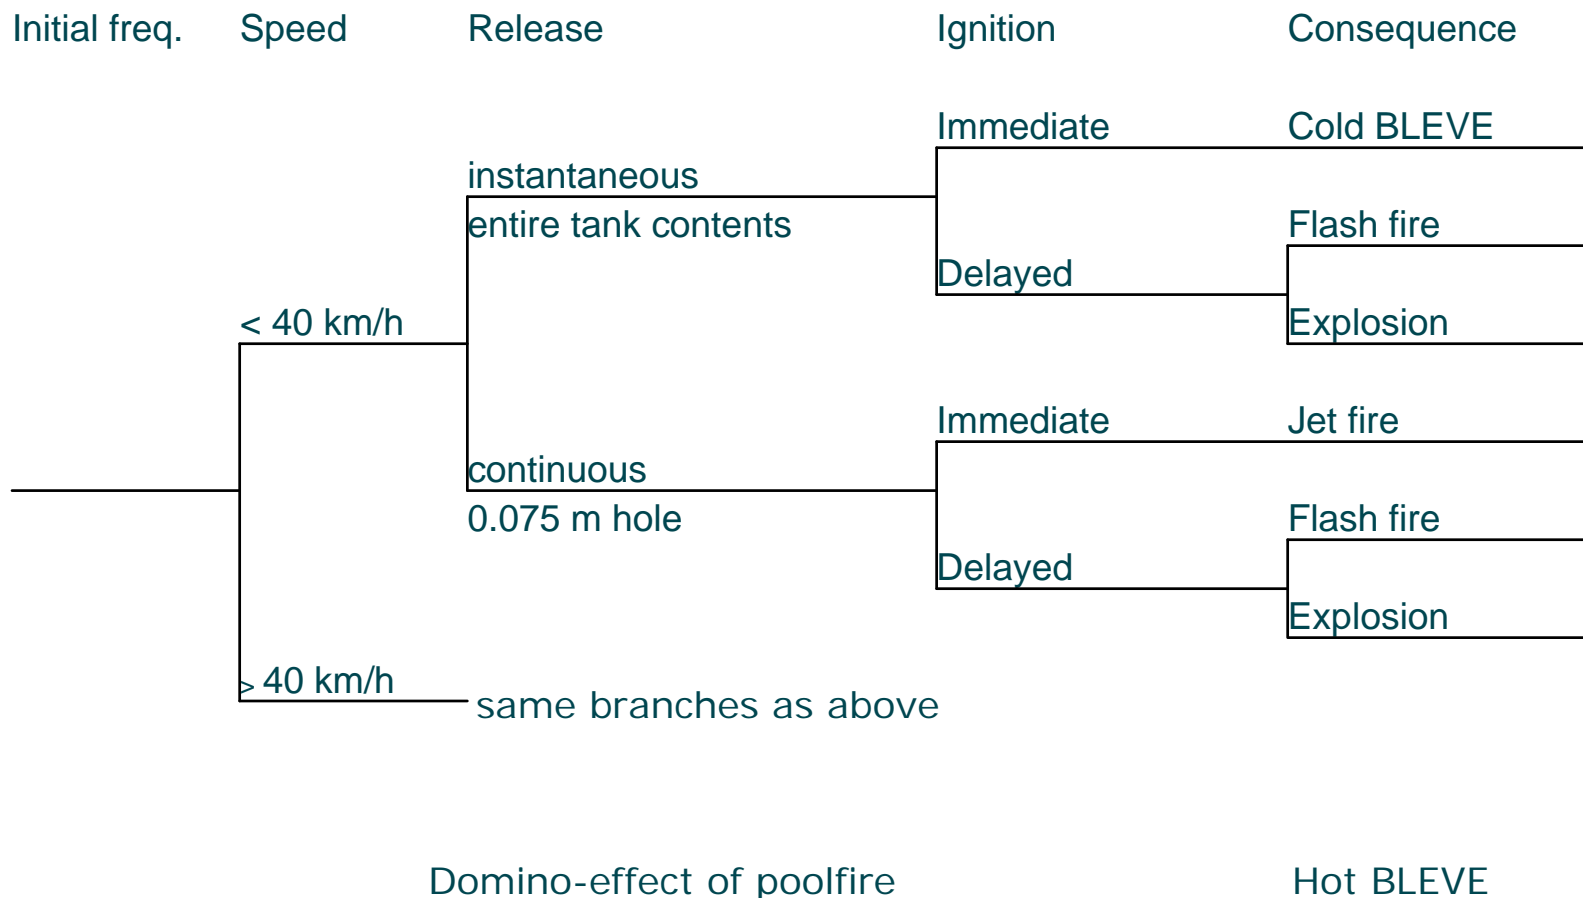 Initial freq. Speed Release Ignition Consequence
Immediate Cold BLEVE
instantaneous
entire tank contents Flash fire
Delayed
< 40 km/h Explosion
Immediate Jet fire
continuous
0.075 m hole Flash fire
Delayed
Explosion
> 40 km/h
same branches as above
Domino-effect of poolfire Hot BLEVE